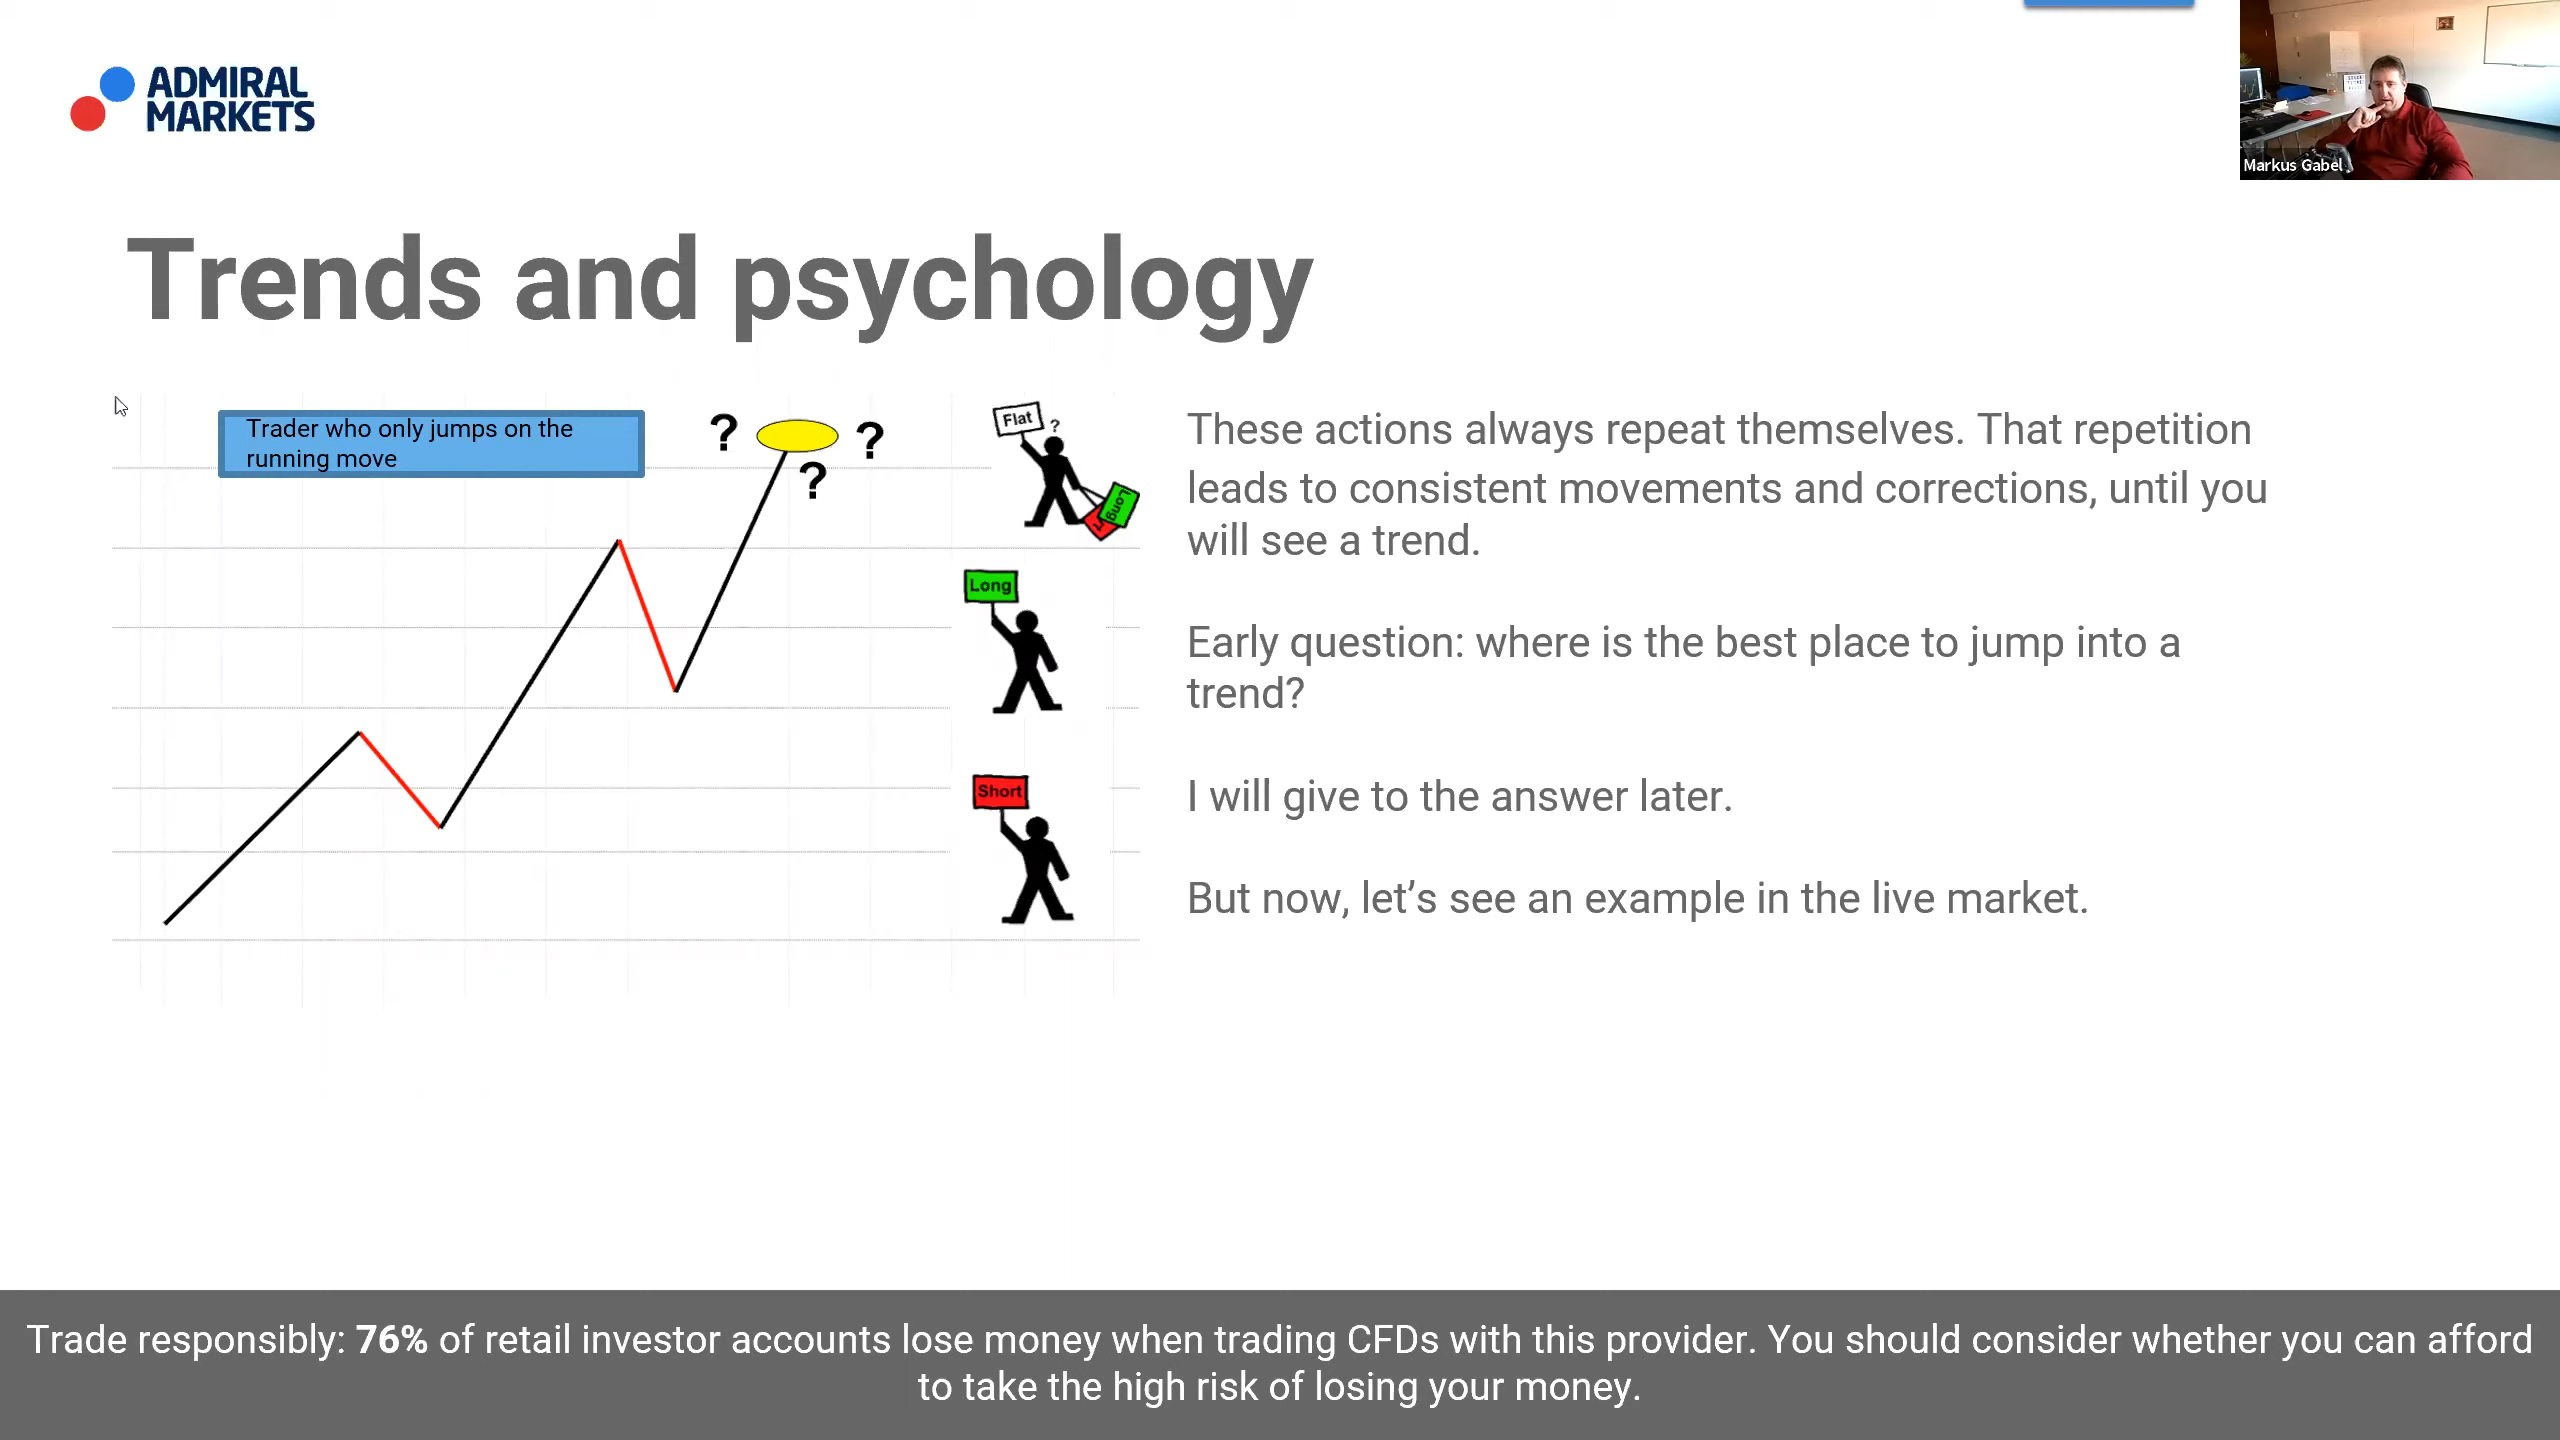 ADMIRAL
MARKETS
Markus Gabel
Trends and psychology
Trader who only jumps on the
running move
?
?
?
Flat
?
Long
Long
Short
These actions always repeat themselves. That repetition
leads to consistent movements and corrections, until you
will see a trend.
Early question: where is the best place to jump into a
trend?
I will give to the answer later.
But now, let’s see an example in the live market.
Trade responsibly: 76% of retail investor accounts lose money when trading CFDs with this provider. You should consider whether you can afford
to take the high risk of losing your money.